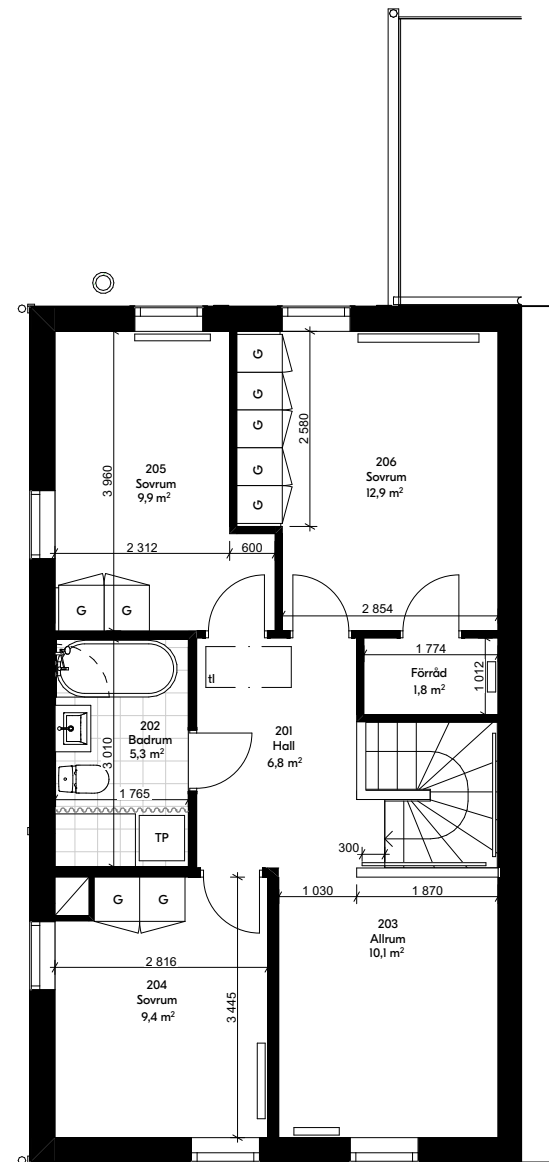 G
G
G
G
G
2 580
3 960
205
Sovrum
9,9 m²
206
Sovrum
12,9 m²
2 312
600
G
G
2 854
1 774
Förråd
1,8 m²
1 012
tl
202
Badrum
5,3 m²
3 010
1 765
TP
201
Hall
6,8 m²
300
G
G
1 030
1 870
203
Allrum
10,1 m²
2 816
204
Sovrum
9,4 m²
3 445